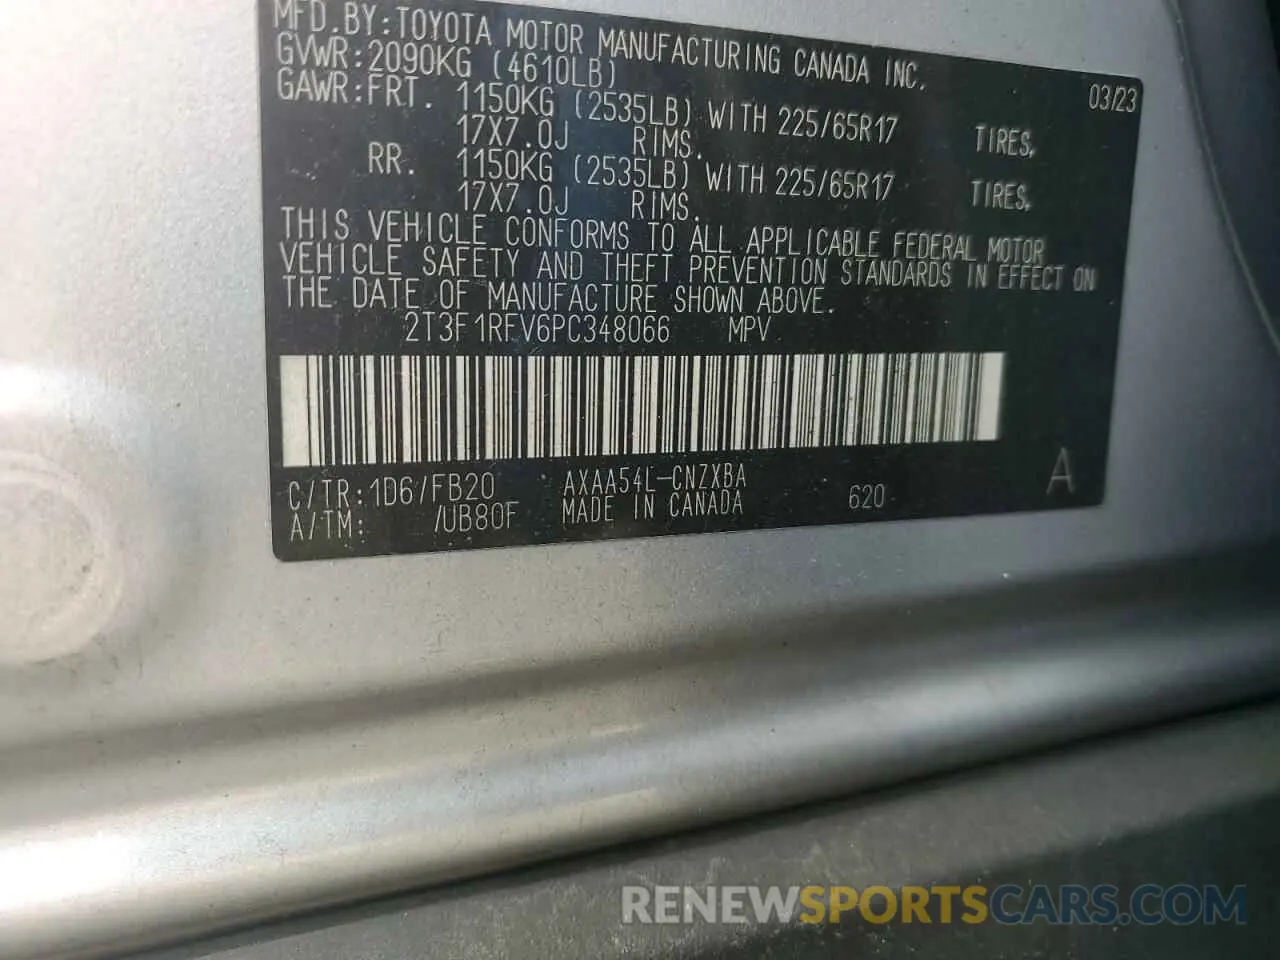 MFD.BY:TOYOTA MOTOR MANUFACTURING CANADA INC.
GVWR:2090KG (4610LB) 03/23
GAWR:FRT. 1150KG (2535LB) WITH 225/65R17 TIRES,
17X7.0J RIMS.
RR. 1150KG (2535LB) WITH 225/65R17 TIRES,
17X7.0J RIMS.
THIS VEHICLE CONFORMS TO ALL APPLICABLE FEDERAL MOTOR
VEHICLE SAFETY AND THEFT PREVENTION STANDARDS IN EFFECT ON
THE DATE OF MANUFACTURE SHOWN ABOVE.
2T3F1RFV6PC348066 MPV
C/TR:1D6/FB20 AXAA54L-CNZXBA A
A/TM: /UB80F MADE IN CANADA 620
RENEWSPORTSCARS.COM